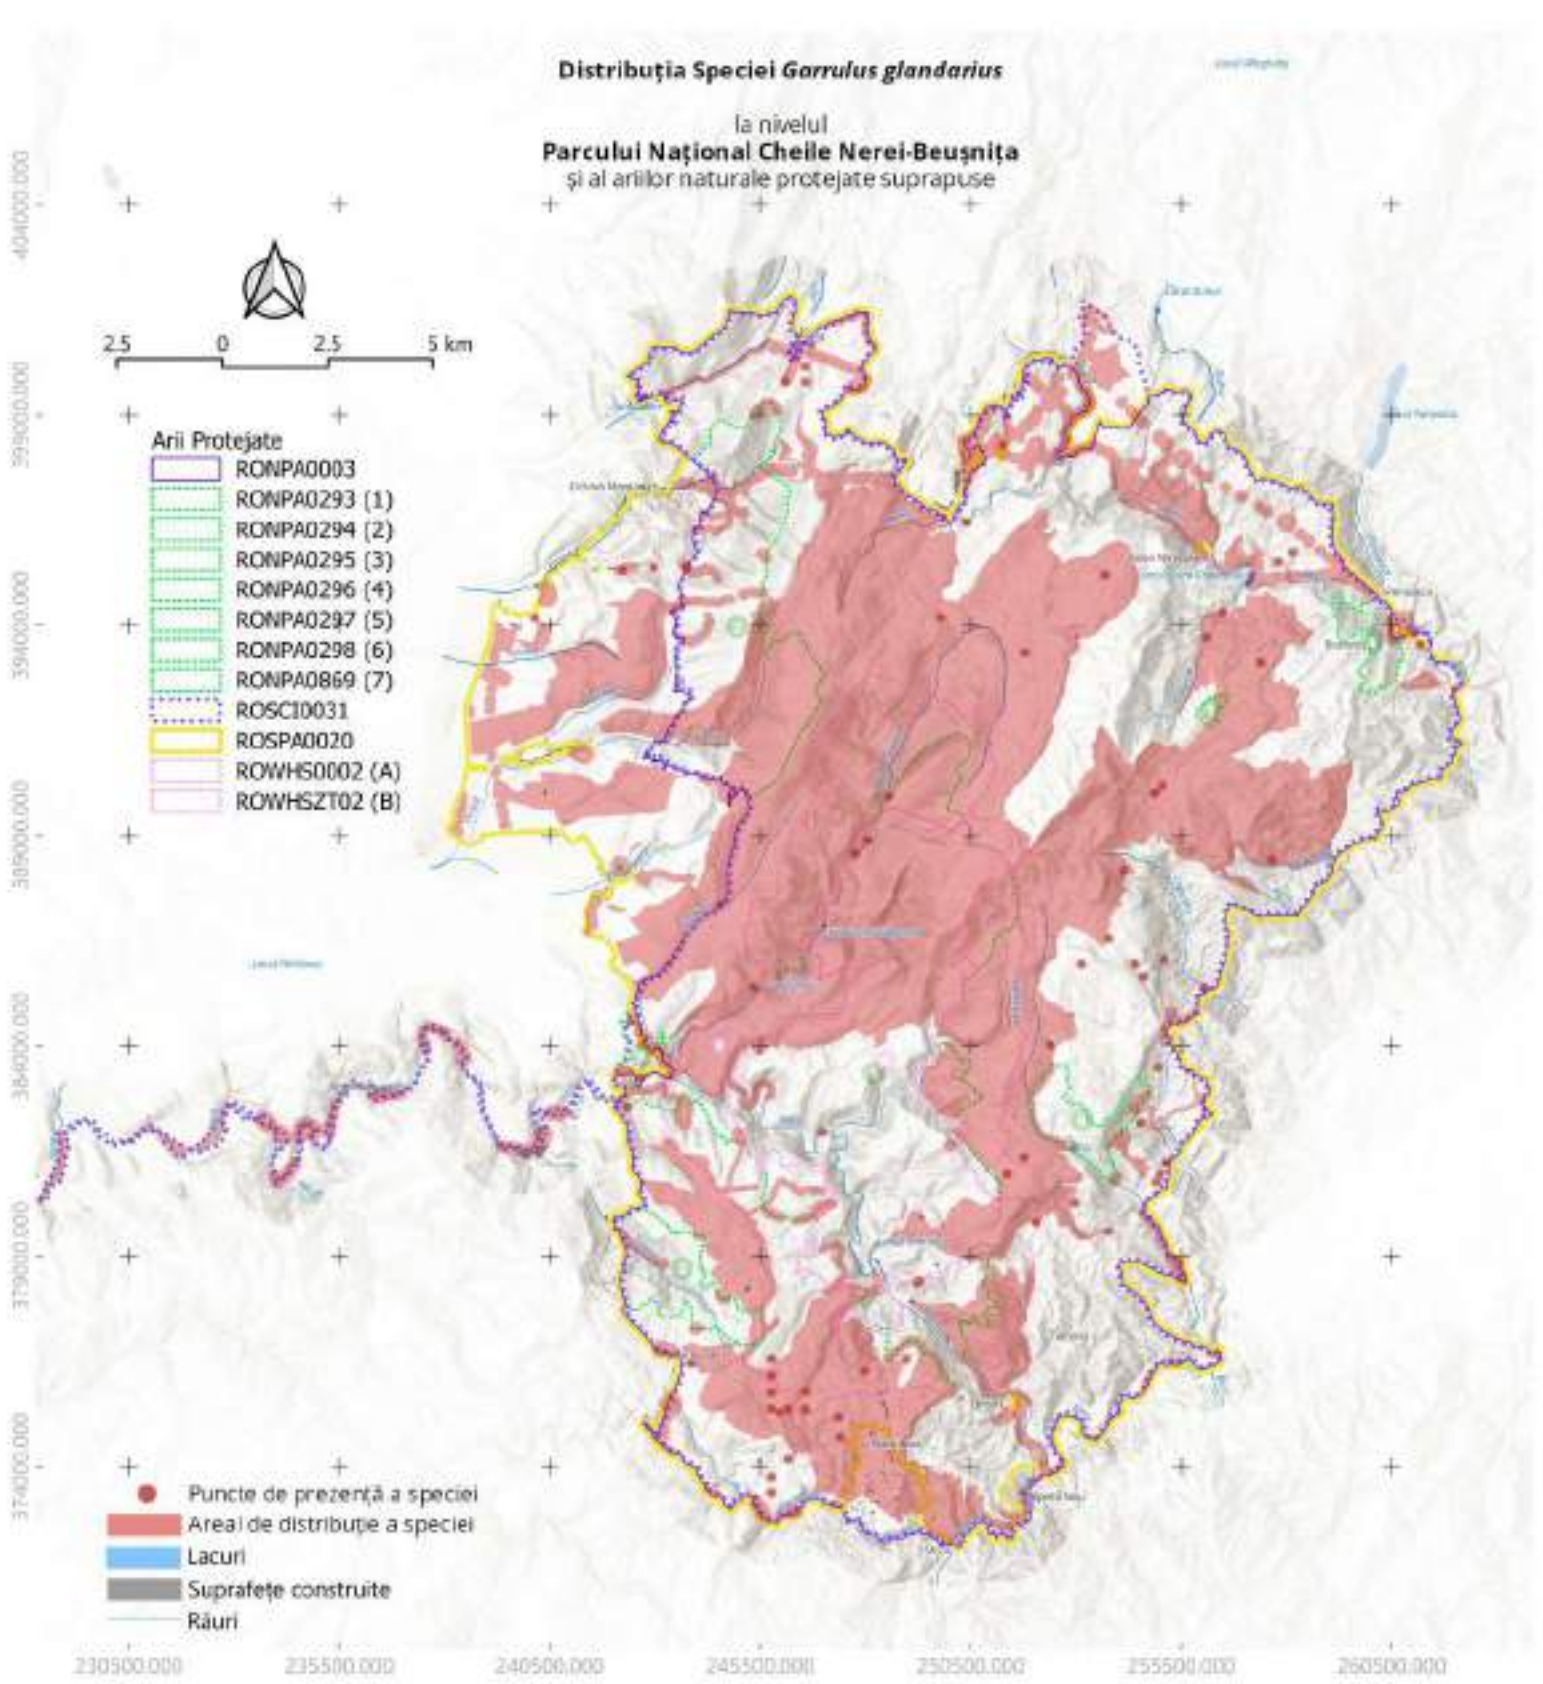 Distribuția Speciei Garrulus glandarius
la nivelul
Parcului Național Cheile Nerei-Beușnița
și al ariilor naturale protejate suprapuse
404000.000
399000.000
394000.000
389000.000
384000.000
379000.000
374000.000
2.5 0 2.5 5 km
Arii Protejate
RONPA0003
RONPA0293 (1)
RONPA0294 (2)
RONPA0295 (3)
RONPA0296 (4)
RONPA0297 (5)
RONPA0298 (6)
RONPA0869 (7)
ROSCI0031
ROSPA0020
ROWHS0002 (A)
ROWHSZT02 (B)
Puncte de prezență a speciei
Areal de distribuție a speciei
Lacuri
Suprafețe construite
Râuri
230500.000 235500.000 240500.000 245500.000 250500.000 255500.000 260500.000